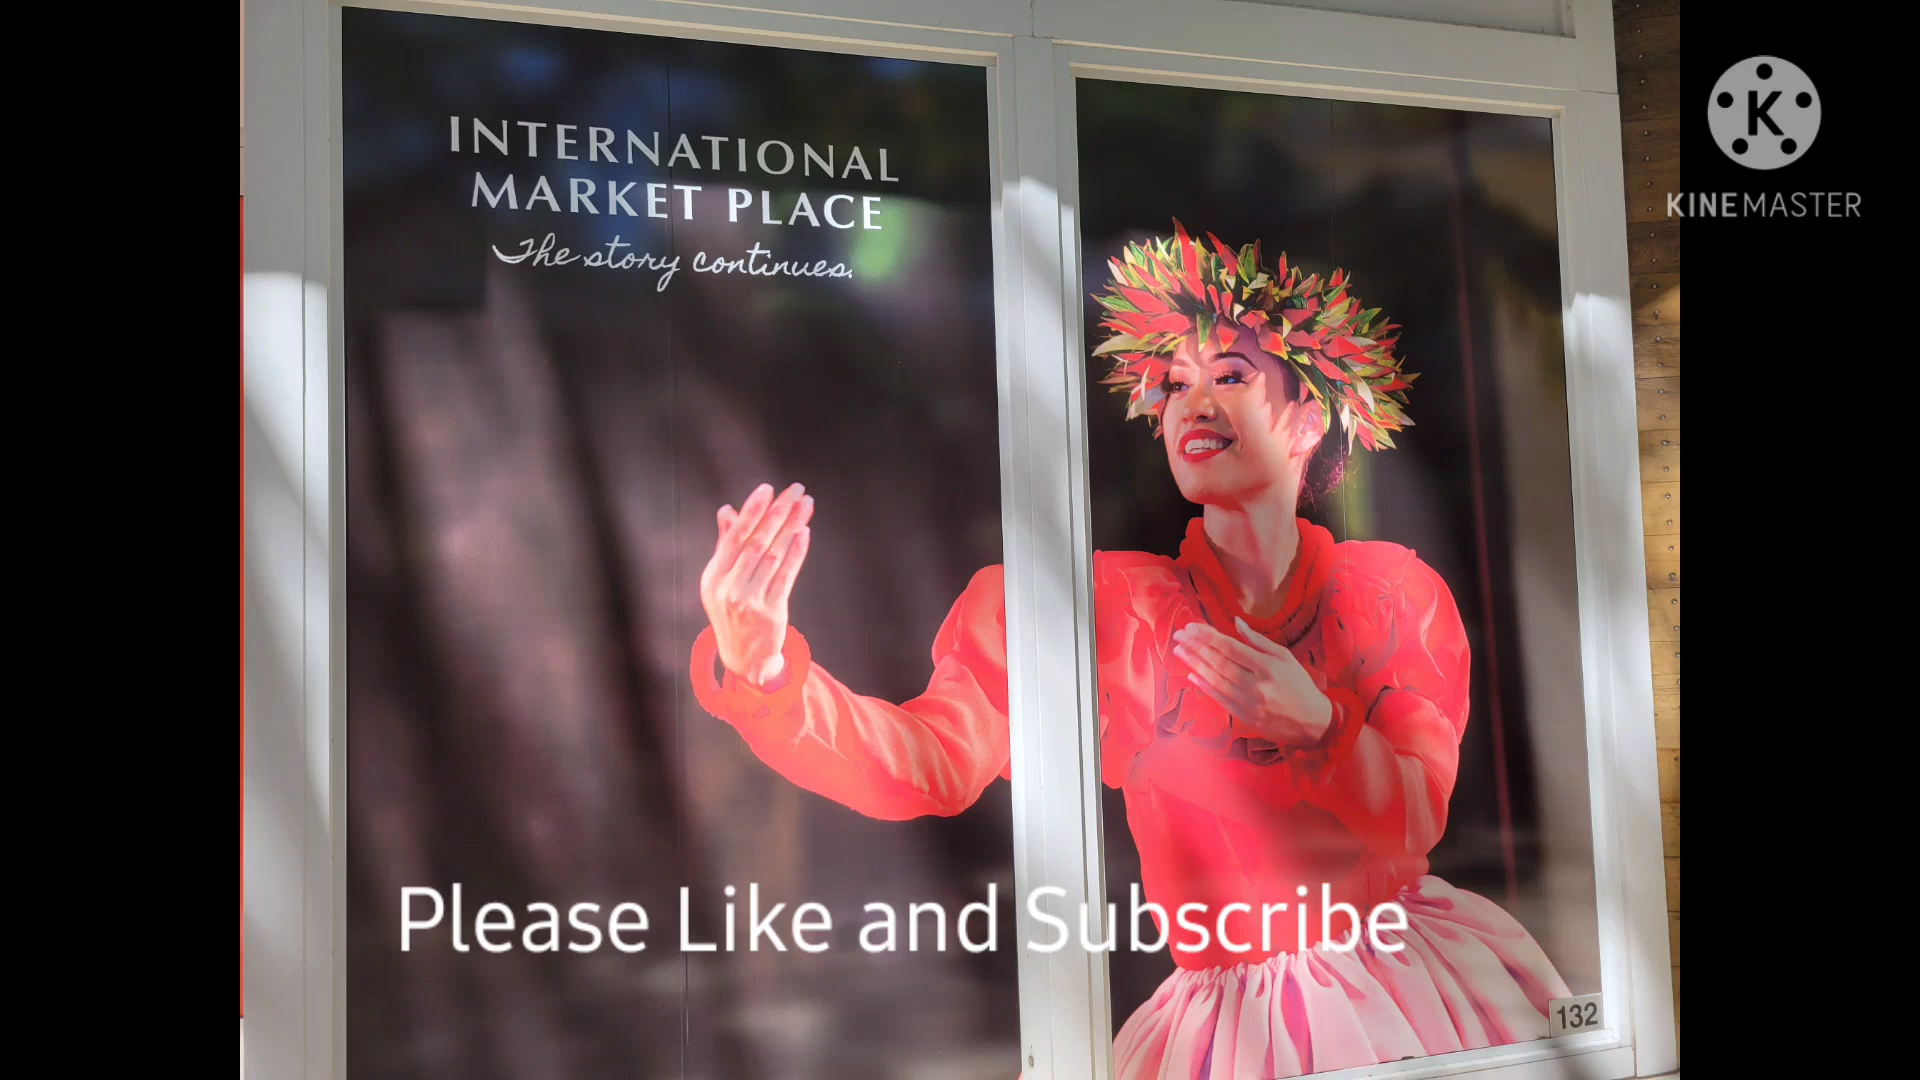 INTERNATIONAL
MARKET PLACE
The story continues.
K
KINEMASTER
Please Like and Subscribe
132